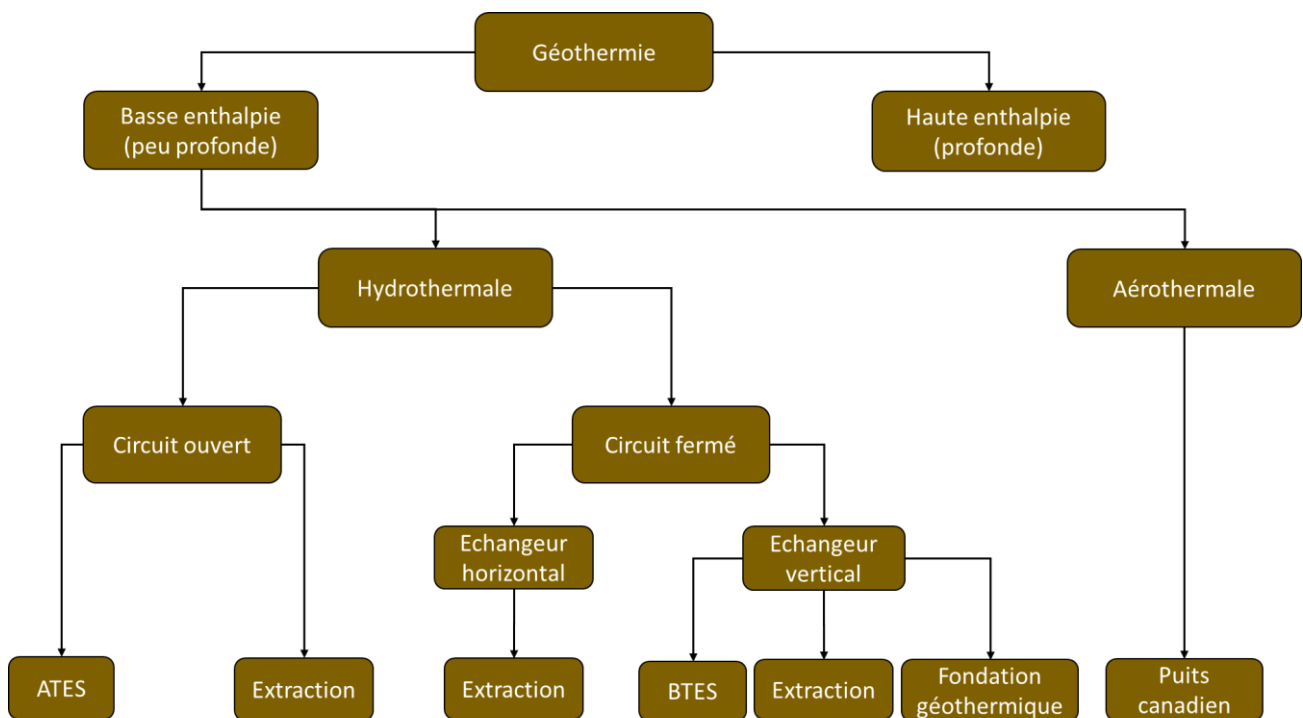 Géothermie
Basse enthalpie
(peu profonde)
Haute enthalpie
(profonde)
Hydrothermale
Aérothermale
Circuit ouvert
Circuit fermé
Echangeur
horizontal
Echangeur
vertical
ATES
Extraction
Extraction
BTES
Extraction
Fondation
géothermique
Puits
canadien